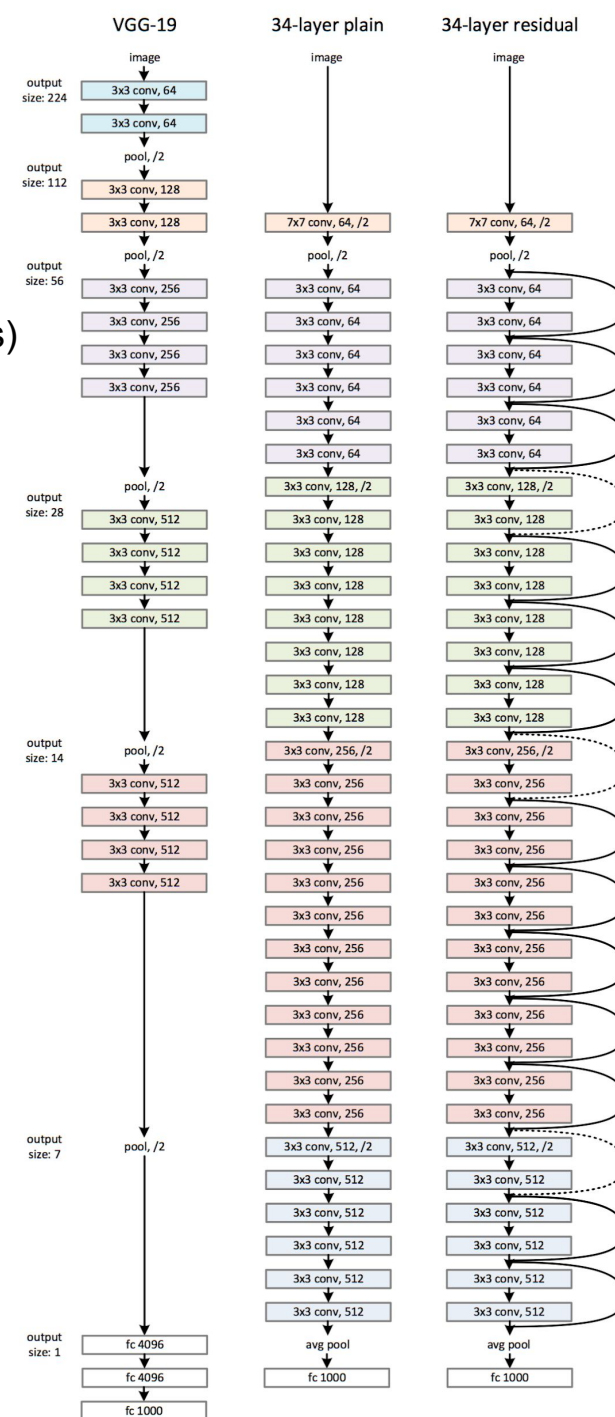 VGG-19 34-layer plain 34-layer residual
image image image
output
size: 224
3x3 conv, 64
3x3 conv, 64
pool, /2
output
size: 112
3x3 conv, 128
3x3 conv, 128 7x7 conv, 64, /2 7x7 conv, 64, /2
pool, /2 pool, /2 pool, /2
output
size: 56
3x3 conv, 256 3x3 conv, 64 3x3 conv, 64
3x3 conv, 256 3x3 conv, 64 3x3 conv, 64
s)
3x3 conv, 256 3x3 conv, 64 3x3 conv, 64
3x3 conv, 256 3x3 conv, 64 3x3 conv, 64
3x3 conv, 64 3x3 conv, 64
3x3 conv, 64 3x3 conv, 64
output
size: 28
pool, /2 3x3 conv, 128, /2 3x3 conv, 128, /2
3x3 conv, 512 3x3 conv, 128 3x3 conv, 128
3x3 conv, 512 3x3 conv, 128 3x3 conv, 128
3x3 conv, 512 3x3 conv, 128 3x3 conv, 128
3x3 conv, 512 3x3 conv, 128 3x3 conv, 128
3x3 conv, 128 3x3 conv, 128
3x3 conv, 128 3x3 conv, 128
3x3 conv, 128 3x3 conv, 128
output
size: 14
pool, /2 3x3 conv, 256, /2 3x3 conv, 256, /2
3x3 conv, 512 3x3 conv, 256 3x3 conv, 256
3x3 conv, 512 3x3 conv, 256 3x3 conv, 256
3x3 conv, 512 3x3 conv, 256 3x3 conv, 256
3x3 conv, 512 3x3 conv, 256 3x3 conv, 256
3x3 conv, 256 3x3 conv, 256
3x3 conv, 256 3x3 conv, 256
3x3 conv, 256 3x3 conv, 256
3x3 conv, 256 3x3 conv, 256
3x3 conv, 256 3x3 conv, 256
3x3 conv, 256 3x3 conv, 256
3x3 conv, 256 3x3 conv, 256
output
size: 7
pool, /2 3x3 conv, 512, /2 3x3 conv, 512, /2
3x3 conv, 512 3x3 conv, 512
3x3 conv, 512 3x3 conv, 512
3x3 conv, 512 3x3 conv, 512
3x3 conv, 512 3x3 conv, 512
3x3 conv, 512 3x3 conv, 512
output
size: 1
fc 4096 avg pool avg pool
fc 4096 fc 1000 fc 1000
fc 1000